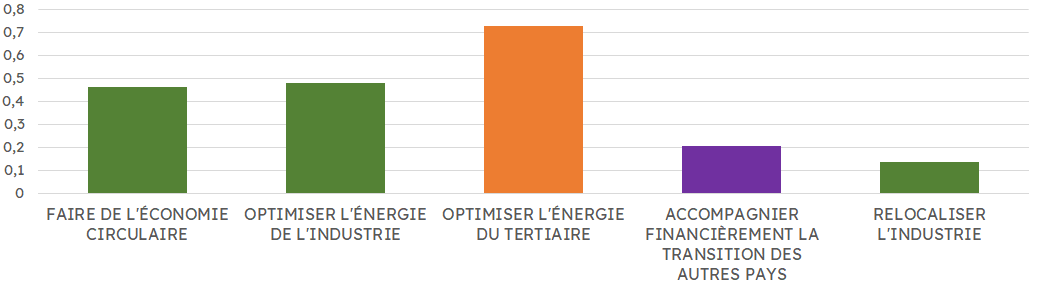 0,8
0,7
0,6
0,5
0,4
0,3
0,2
0,1
0
FAIRE DE L'ÉCONOMIE
CIRCULAIRE
OPTIMISER L'ÉNERGIE
DE L'INDUSTRIE
OPTIMISER L'ÉNERGIE
DU TERTIAIRE
ACCOMPAGNIER
FINANCIÈREMENT LA
TRANSITION DES
AUTRES PAYS
RELOCALISER
L'INDUSTRIE